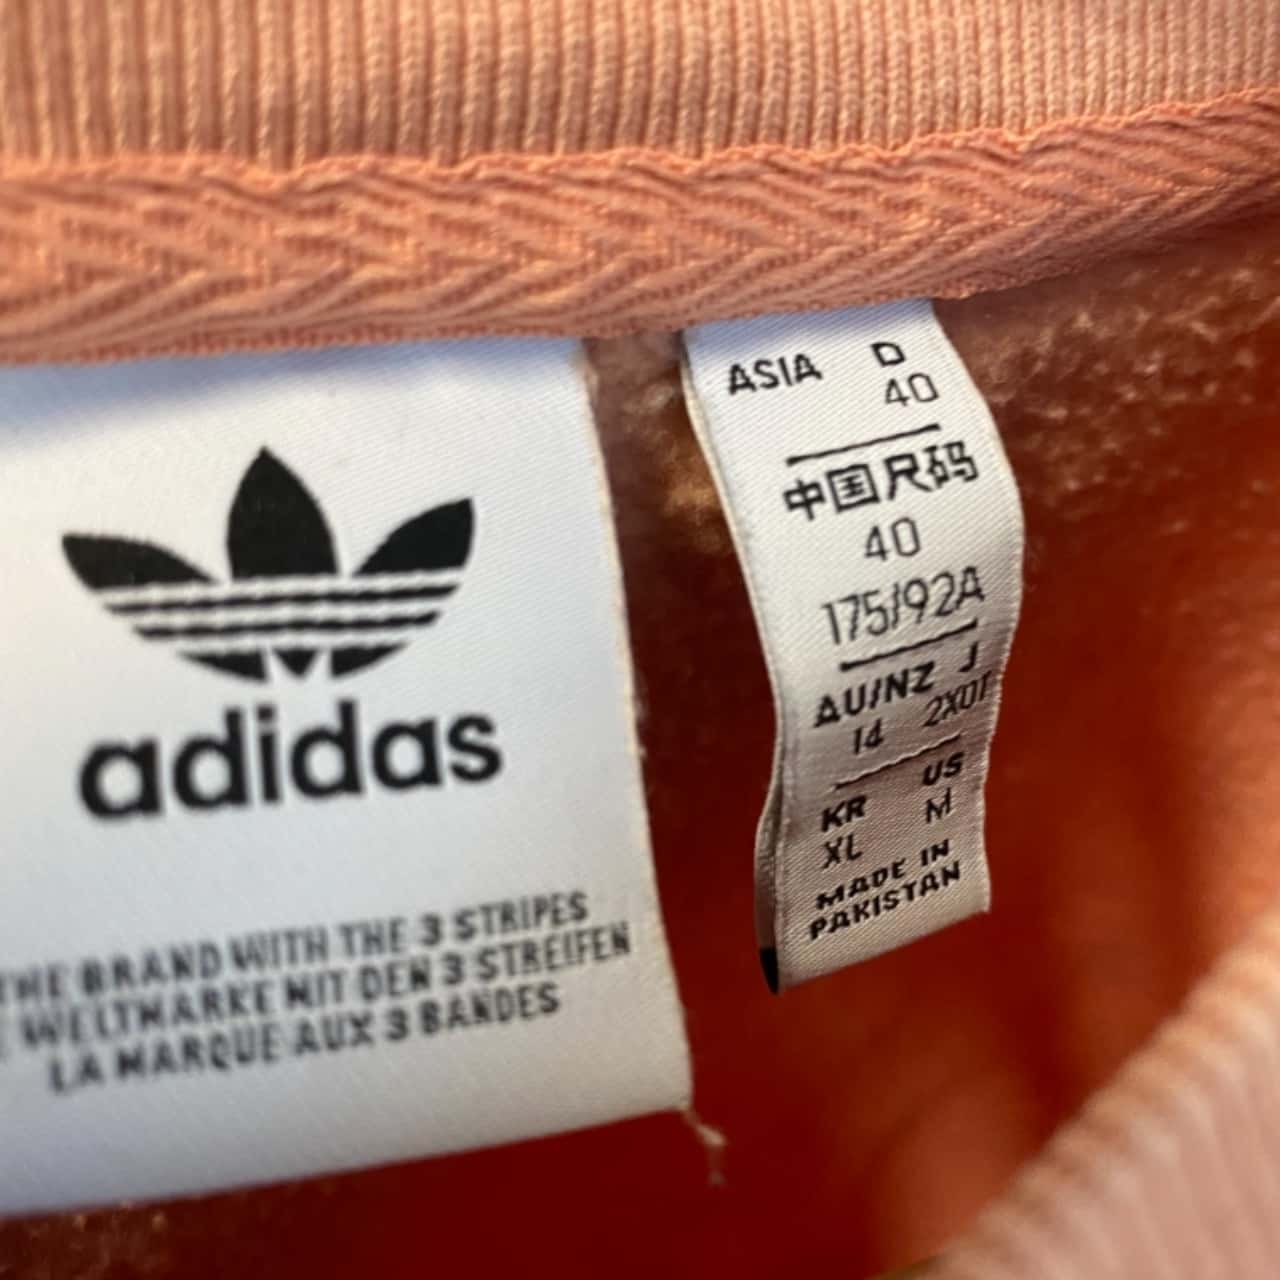 adidas
THE BRAND WITH THE 3 STRIPES
WELTMARKE MIT DEN 3 STREIFEN
LA MARQUE AUX 3 BANDES
ASIA D
40
中国尺码
40
175/92A
AU/NZ J
14 2XOT
KR US
XL M
MADE IN
PAKISTAN